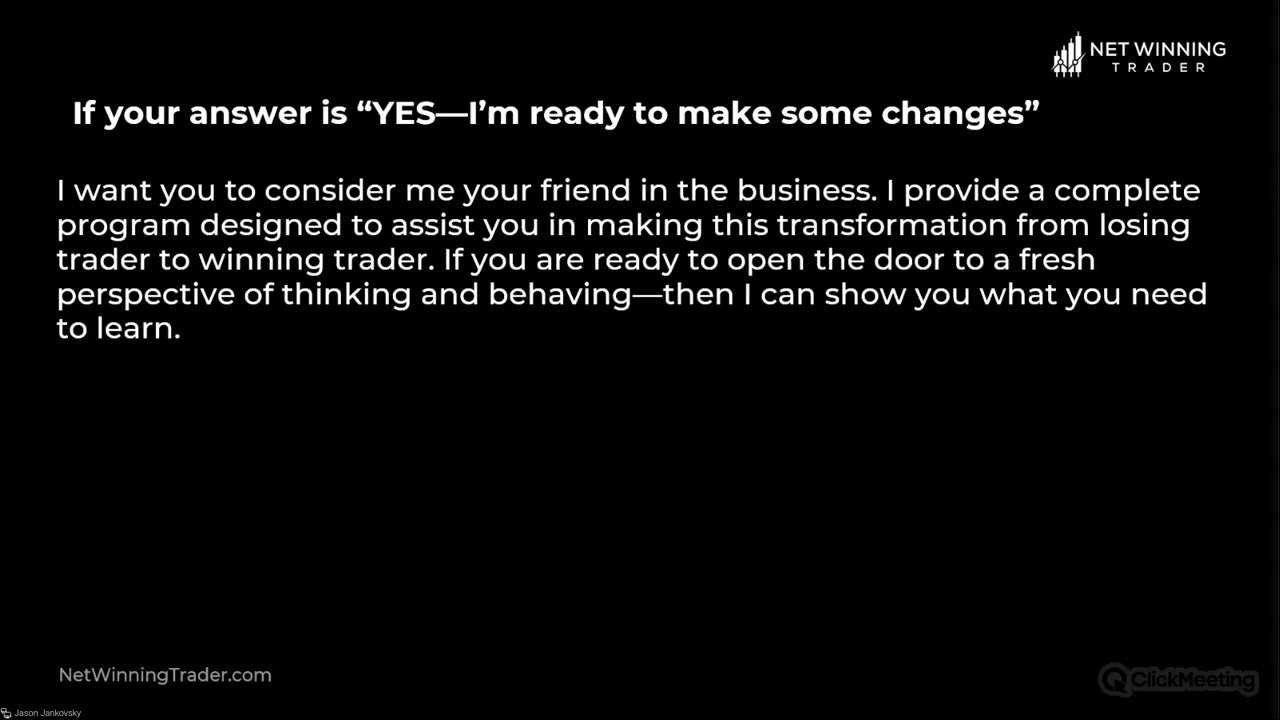 NET WINNING
TRADER
If your answer is “YES—I’m ready to make some changes”
I want you to consider me your friend in the business. I provide a complete
program designed to assist you in making this transformation from losing
trader to winning trader. If you are ready to open the door to a fresh
perspective of thinking and behaving—then I can show you what you need
to learn.
NetWinningTrader.com
ClickMeeting
Jason Jankovsky